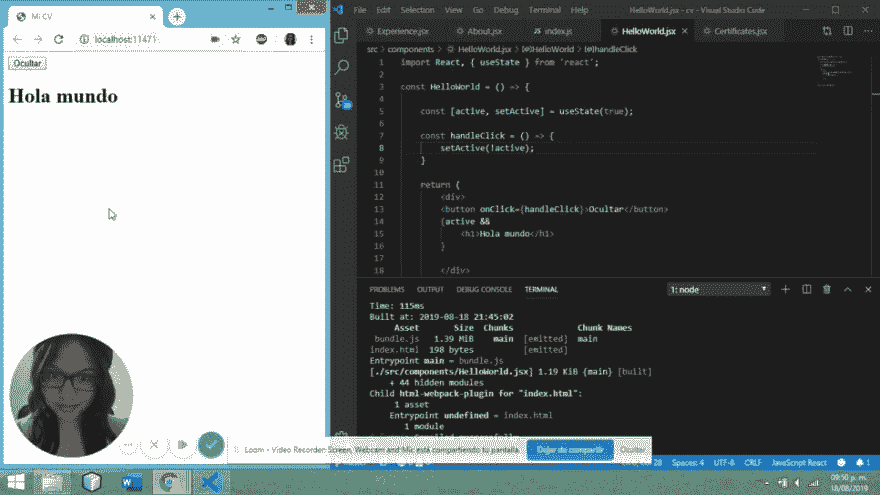 Mi CV
localhost:11471
Ocultar
Hola mundo
File Edit Selection View Go Debug Terminal Help HelloWorld.jsx - cv - Visual Studio Code
Experience.jsx About.jsx index.js HelloWorld.jsx Certificates.jsx
src > components > HelloWorld.jsx > HelloWorld > handleClick
1 import React, { useState } from 'react';
2
3 const HelloWorld = () => {
4
5 const [active, setActive] = useState(true);
6
7 const handleClick = () => {
8 setActive(!active);
9 }
10
11 return (
12 <div>
13 <button onClick={handleClick}>Ocultar</button>
14 {active &&
15 <h1>Hola mundo</h1>
16 }
17
18 </div>
PROBLEMS OUTPUT DEBUG CONSOLE TERMINAL 1: node
Time: 115ms
Built at: 2019-08-18 21:45:02
Asset Size Chunks Chunk Names
bundle.js 1.39 MiB main [emitted] main
index.html 198 bytes [emitted]
Entrypoint main = bundle.js
[./src/components/HelloWorld.jsx] 1.19 KiB {main} [built]
+ 44 hidden modules
Child html-webpack-plugin for "index.html":
1 asset
Entrypoint undefined = index.html
1 module
Loom - Video Recorder: Screen, Webcam and Mic está compartiendo tu pantalla. Dejar de compartir Ocultar
Spaces: 4 UTF-8 CRLF JavaScript React 1
09:50 p. m.
18/08/2019